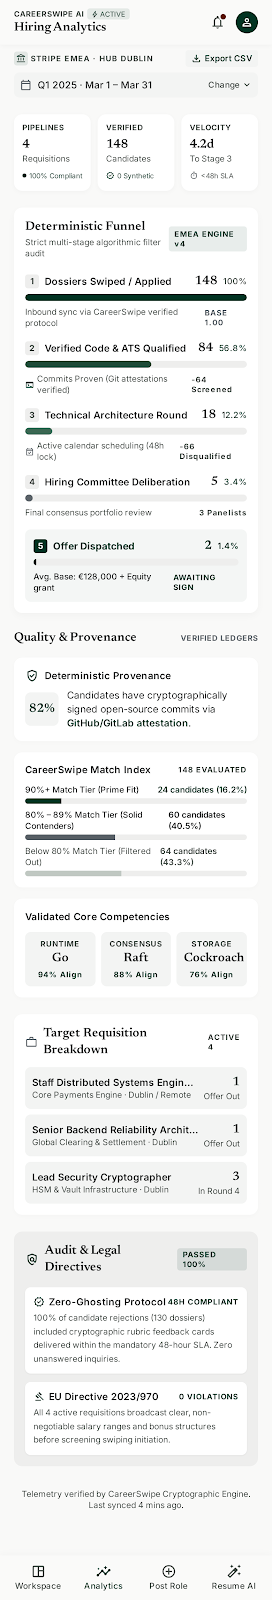 CAREERSWIPE AI ACTIVE
Hiring Analytics
STRIPE EMEA · HUB DUBLIN
Export CSV
Q1 2025 · Mar 1 – Mar 31
Change
PIPELINES
4
Requisitions
100% Compliant
VERIFIED
148
Candidates
0 Synthetic
VELOCITY
4.2d
To Stage 3
<48h SLA
Deterministic Funnel
Strict multi-stage algorithmic filter
audit
EMEA ENGINE
v4
1 Dossiers Swiped / Applied 148 100%
Inbound sync via CareerSwipe verified
protocol
BASE
1.00
2 Verified Code & ATS Qualified 84 56.8%
Commits Proven (Git attestations
verified)
-64
Screened
3 Technical Architecture Round 18 12.2%
Active calendar scheduling (48h
lock)
-66
Disqualified
4 Hiring Committee Deliberation 5 3.4%
Final consensus portfolio review 3 Panelists
5 Offer Dispatched 2 1.4%
Avg. Base: €128,000 + Equity
grant
AWAITING
SIGN
Quality & Provenance VERIFIED LEDGERS
Deterministic Provenance
82%
Candidates have cryptographically
signed open-source commits via
GitHub/GitLab attestation.
CareerSwipe Match Index 148 EVALUATED
90%+ Match Tier (Prime Fit) 24 candidates (16.2%)
80% – 89% Match Tier (Solid
Contenders)
60 candidates
(40.5%)
Below 80% Match Tier (Filtered
Out)
64 candidates
(43.3%)
Validated Core Competencies
RUNTIME
Go
94% Align
CONSENSUS
Raft
88% Align
STORAGE
Cockroach
76% Align
Target Requisition
Breakdown
ACTIVE
4
Staff Distributed Systems Engin... 1
Core Payments Engine · Dublin / Remote Offer Out
Senior Backend Reliability Archit... 1
Global Clearing & Settlement · Dublin Offer Out
Lead Security Cryptographer 3
HSM & Vault Infrastructure · Dublin In Round 4
Audit & Legal
Directives
PASSED
100%
Zero-Ghosting Protocol 48H COMPLIANT
100% of candidate rejections (130 dossiers)
included cryptographic rubric feedback cards
delivered within the mandatory 48-hour SLA. Zero
unanswered inquiries.
EU Directive 2023/970 0 VIOLATIONS
All 4 active requisitions broadcast clear, non-
negotiable salary ranges and bonus structures
before screening swiping initiation.
Telemetry verified by CareerSwipe Cryptographic Engine.
Last synced 4 mins ago.
Workspace Analytics Post Role Resume AI